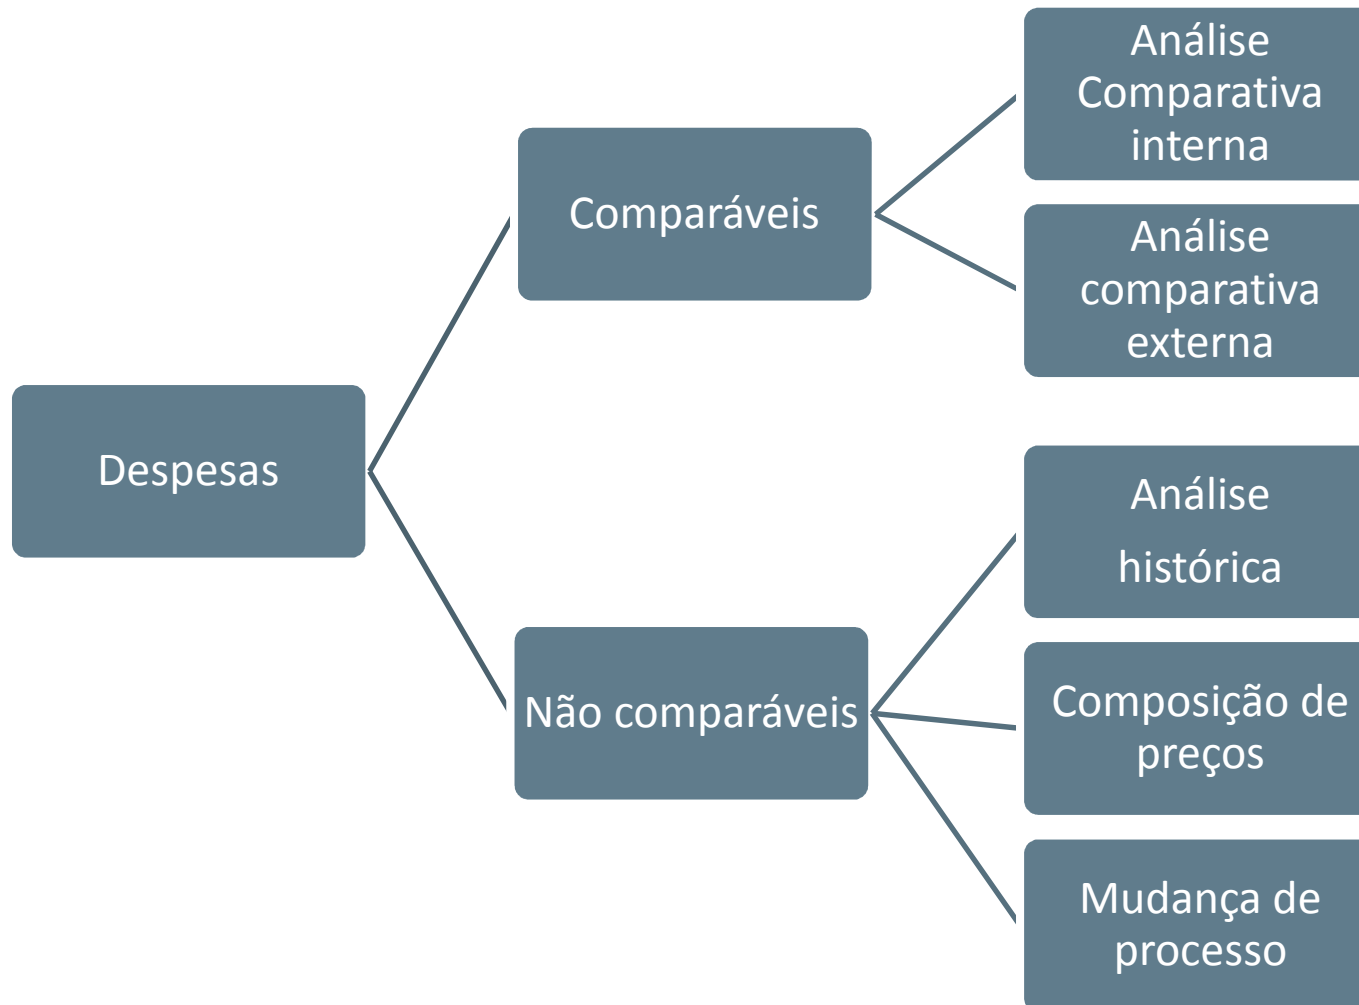 Análise
Comparativa
interna
Comparáveis
Análise
comparativa
externa
Despesas
Análise
histórica
Não comparáveis
Composição de
preços
Mudança de
processo